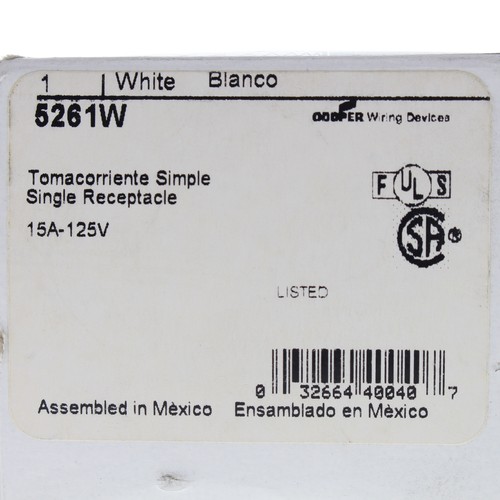 1 White Blanco
5261W
COOPER Wiring Devices
Tomacorriente Simple
Single Receptacle
15A-125V
F UL S
SA ®
LISTED
0 32664 40040 7
Assembled in Mèxico Ensamblado en Mèxico